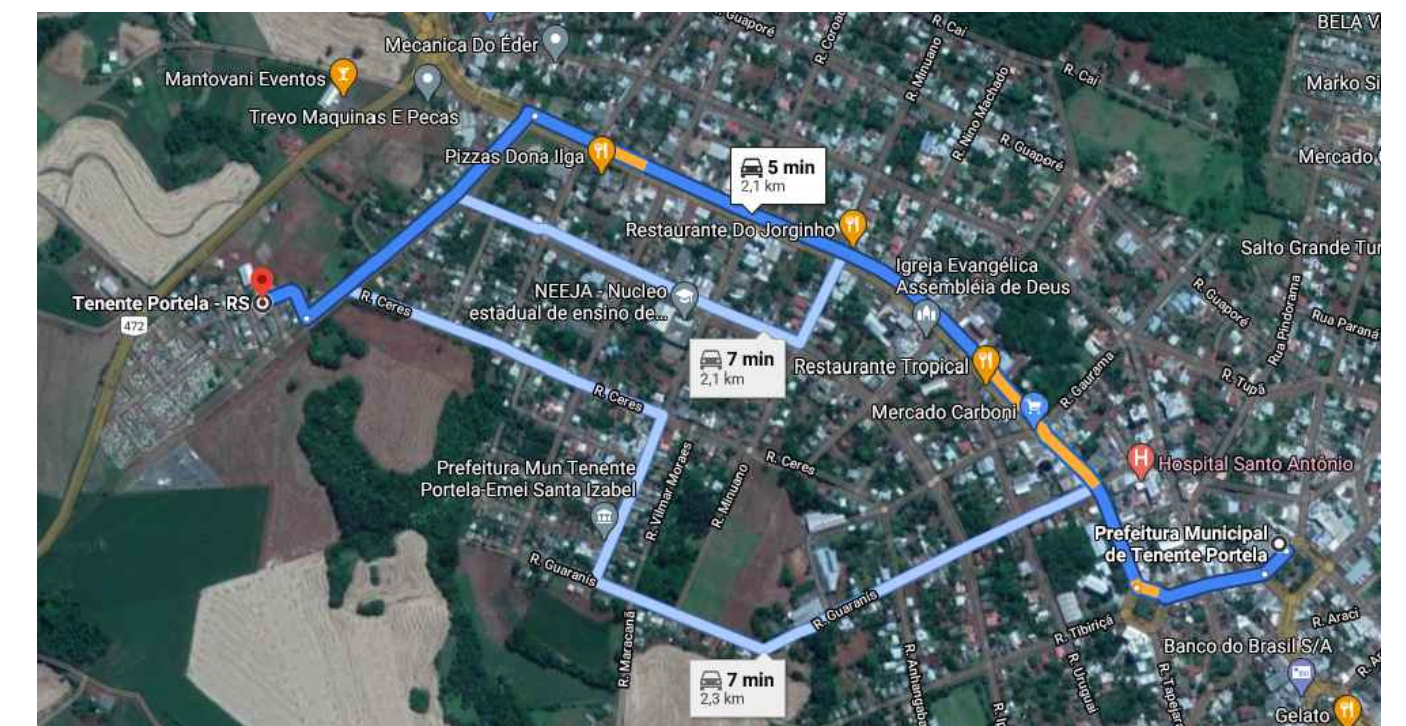 R. Guaporé
R. Coroad
R. Caí
BELA V
Mecanica Do Éder
R. Minuano
R. Caí
Mantovani Eventos
Marko Si
Trevo Maquinas E Pecas
R. Nino Machado
R. Guaporé
Pizzas Dona Ilga
5 min
2,1 km
Mercado
Restaurante Do Jorginho
Salto Grande Tur
Igreja Evangélica
Assembléia de Deus
NEEJA - Nucleo
estadual de ensino de...
Tenente Portela - RS
R. Ceres
R. Guaporé
Rua Pindorama
Rua Paraná
472
7 min
2,1 km
Restaurante Tropical
R. Gaurama
R. Tupã
R. Ceres
Mercado Carboni
R. Ceres
H
Hospital Santo Antônio
Prefeitura Mun Tenente
Portela-Emei Santa Izabel
R. Vilmar Moraes
R. Minuano
Prefeitura Municipal
de Tenente Portela
R. Guaranis
R. Guaranis
R. Maracanã
R. Tibiriçá
R. Araci
Banco do Brasil S/A
7 min
2,3 km
R. Anhangab
R. Uruguai
R. Tapejar
Gelato